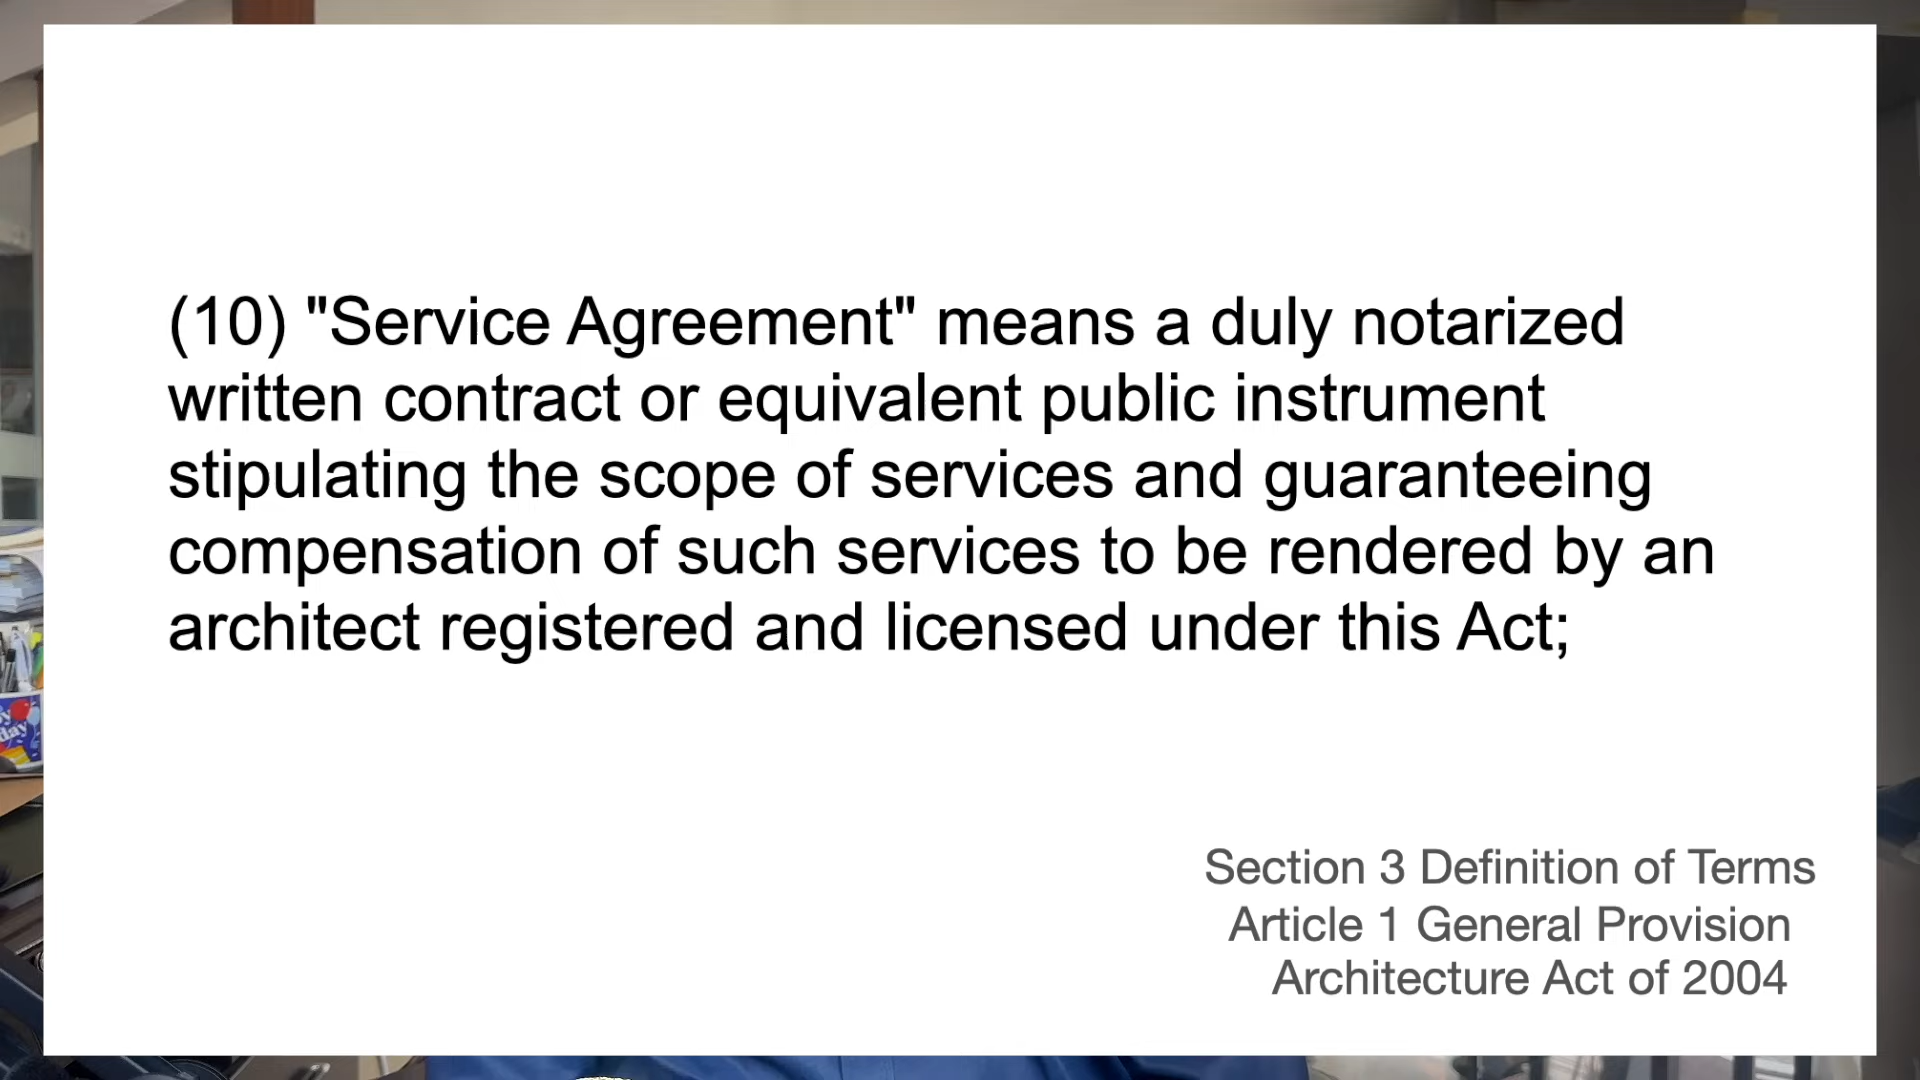 (10) "Service Agreement" means a duly notarized
written contract or equivalent public instrument
stipulating the scope of services and guaranteeing
compensation of such services to be rendered by an
architect registered and licensed under this Act;
Section 3 Definition of Terms
Article 1 General Provision
Architecture Act of 2004
day